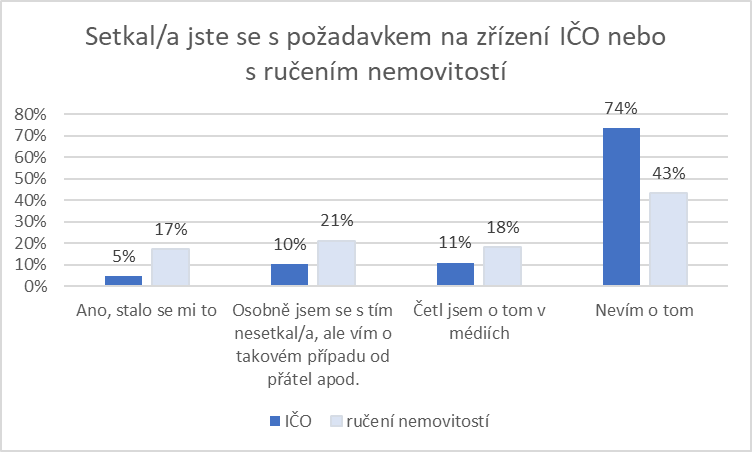 Setkal/a jste se s požadavkem na zřízení IČO nebo
s ručením nemovitostí
80%
70%
60%
50%
40%
30%
20%
10%
0%
5%
17%
10%
21%
11%
18%
74%
43%
Ano, stalo se mi to
Osobně jsem se s tím
nesetkal/a, ale vím o
takovém případu od
přátel apod.
Četl jsem o tom v
médiích
Nevím o tom
IČO
ručení nemovitostí